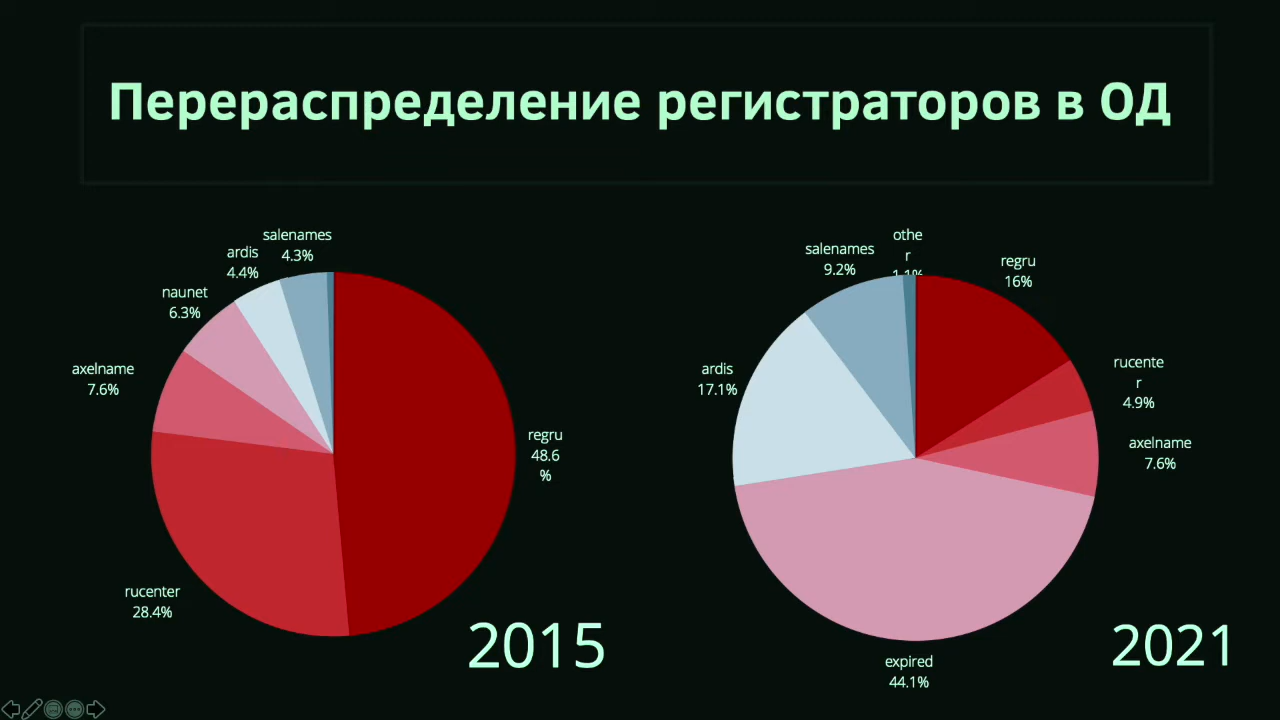 Перераспределение регистраторов в ОД
salenames
4.3%
ardis
4.4%
naunet
6.3%
axelname
7.6%
regru
48.6
%
rucenter
28.4%
2015
othe
r
1.1%
salenames
9.2%
regru
16%
ardis
17.1%
rucente
r
4.9%
axelname
7.6%
expired
44.1%
2021